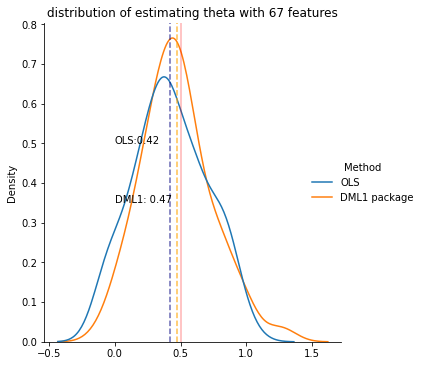 distribution of estimating theta with 67 features
0.8
0.7
0.6
0.5
0.4
0.3
0.2
0.1
0.0
Density
OLS:0.42
DML1: 0.47
Method
OLS
DML1 package
−0.5 0.0 0.5 1.0 1.5